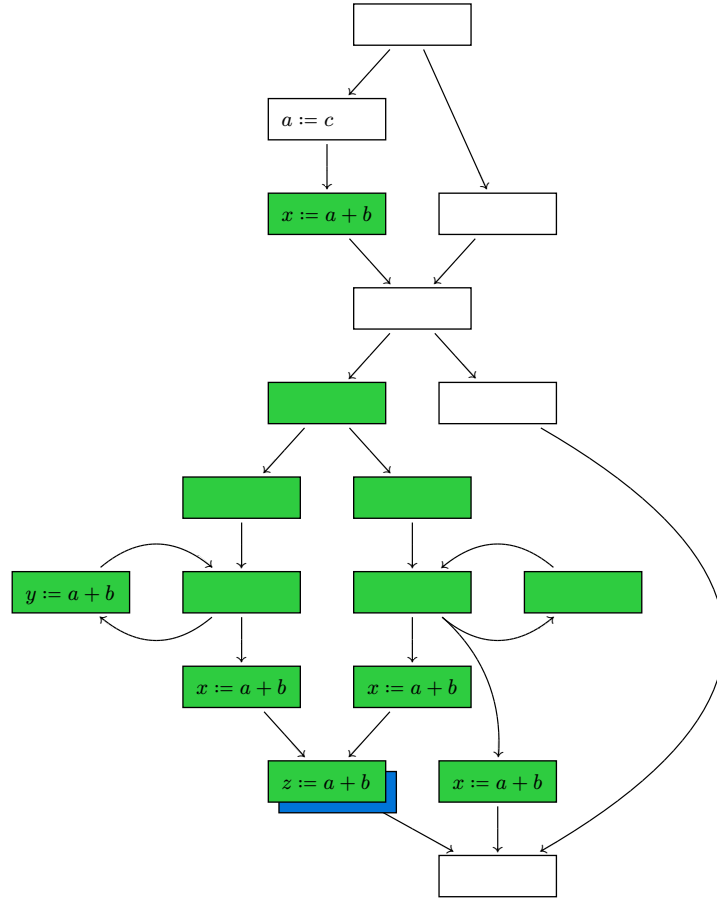 a := c
x := a + b
y := a + b
x := a + b
x := a + b
z := a + b
x := a + b